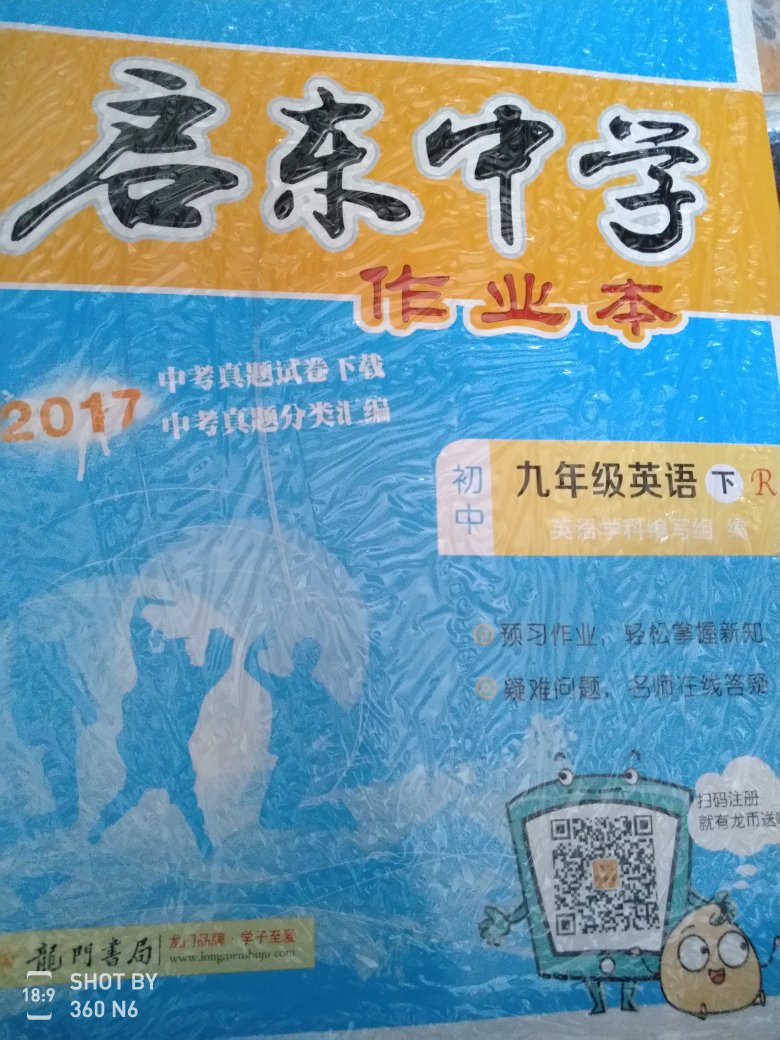 启东中学
作业本
2017
中考真题试卷下载
中考真题分类汇编
初中
九年级英语 下 R
英语学科编写组 编
预习作业，轻松掌握新知
疑难问题，名师在线答疑
扫码注册
就有龙币送
龍門書局
龙门品牌 学子至爱
www.longmenshuju.com
18:9
SHOT BY
360 N6